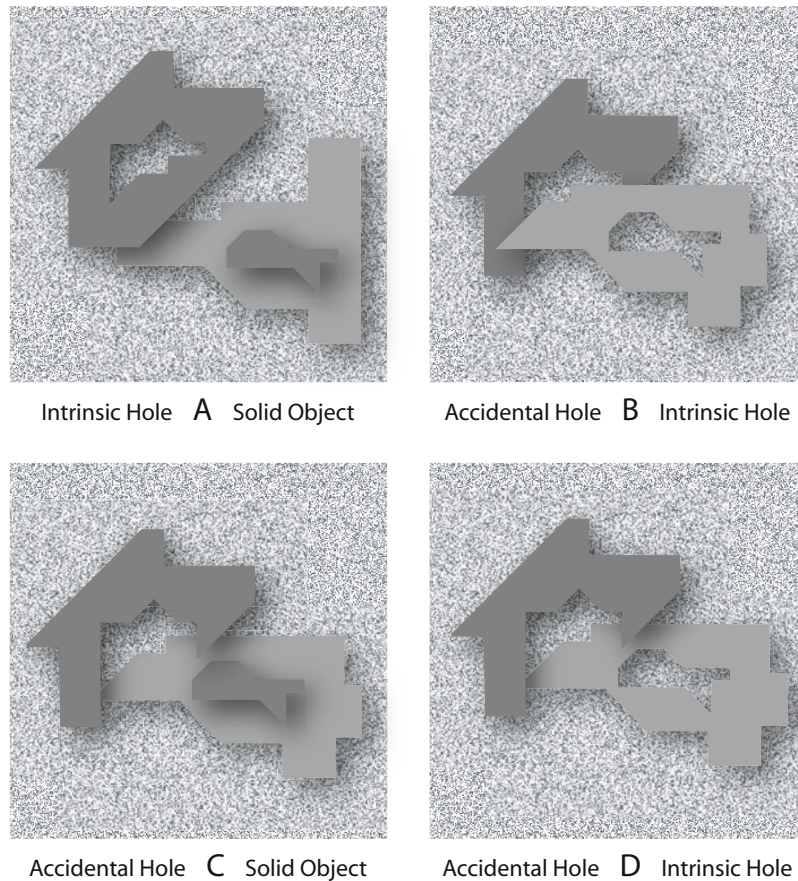 Intrinsic Hole A Solid Object
Accidental Hole B Intrinsic Hole
Accidental Hole C Solid Object
Accidental Hole D Intrinsic Hole